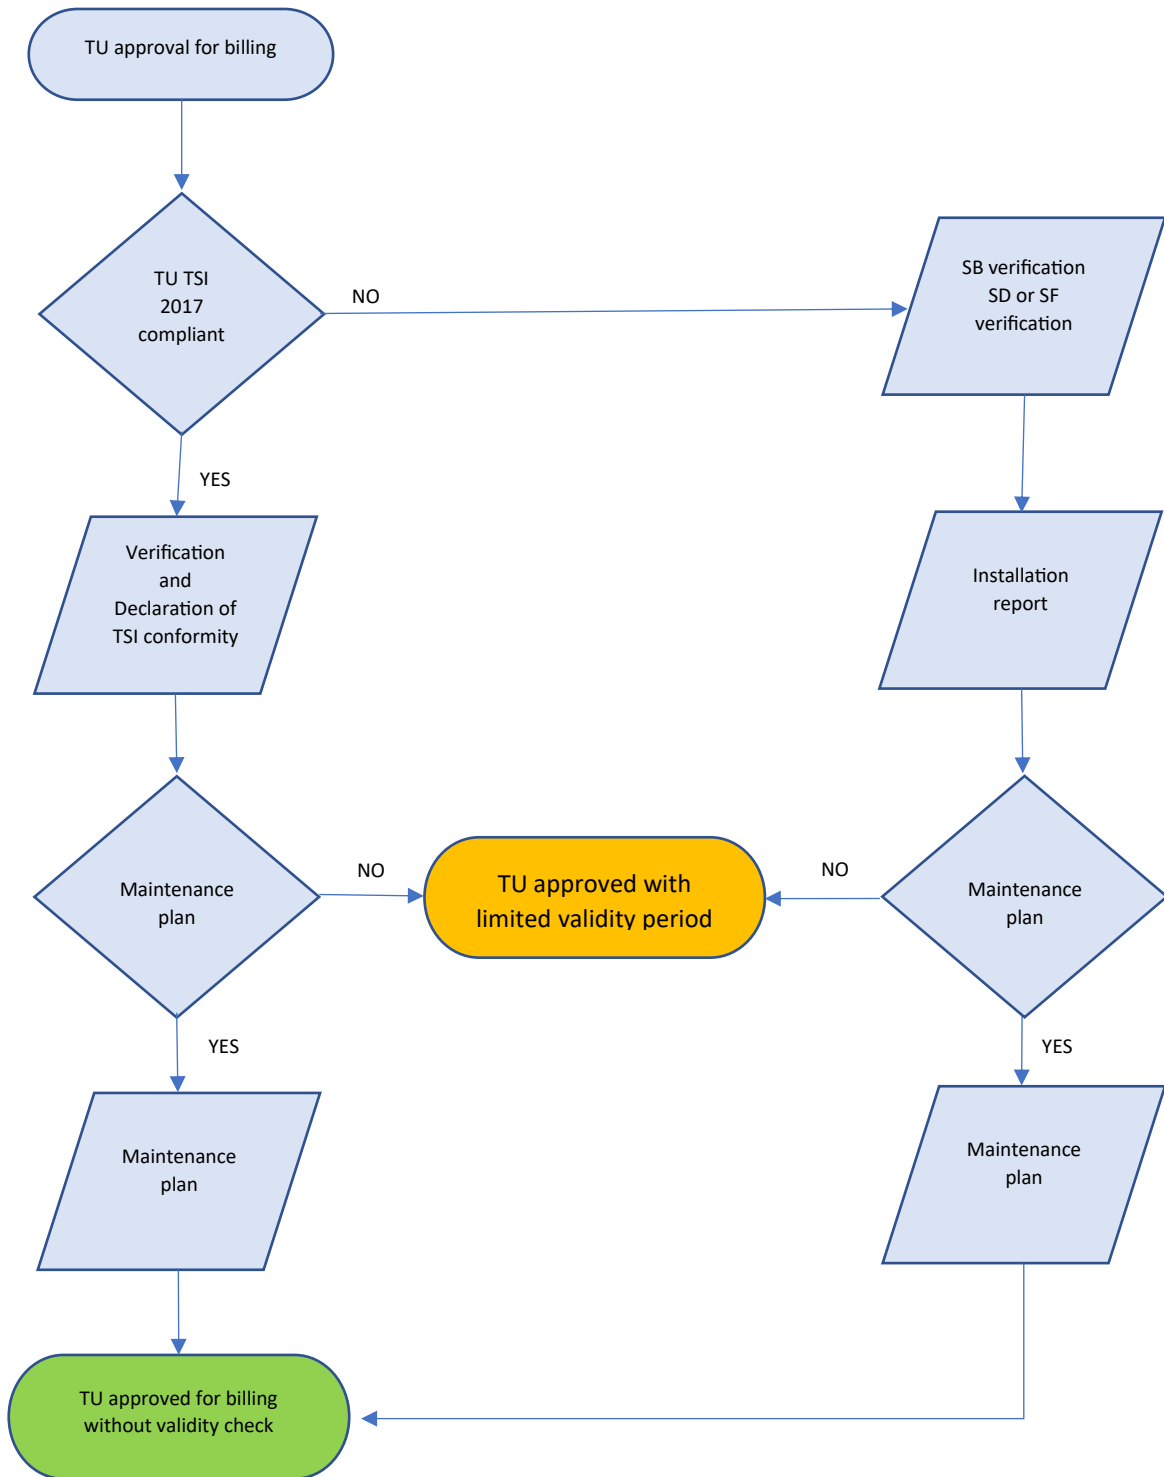 TU approval for billing
TU TSI
2017
compliant
NO
SB verification
SD or SF
verification
YES
Verification
and
Declaration of
TSI conformity
Installation
report
Maintenance
plan
NO
TU approved with
limited validity period
NO
Maintenance
plan
YES
YES
Maintenance
plan
Maintenance
plan
TU approved for billing
without validity check